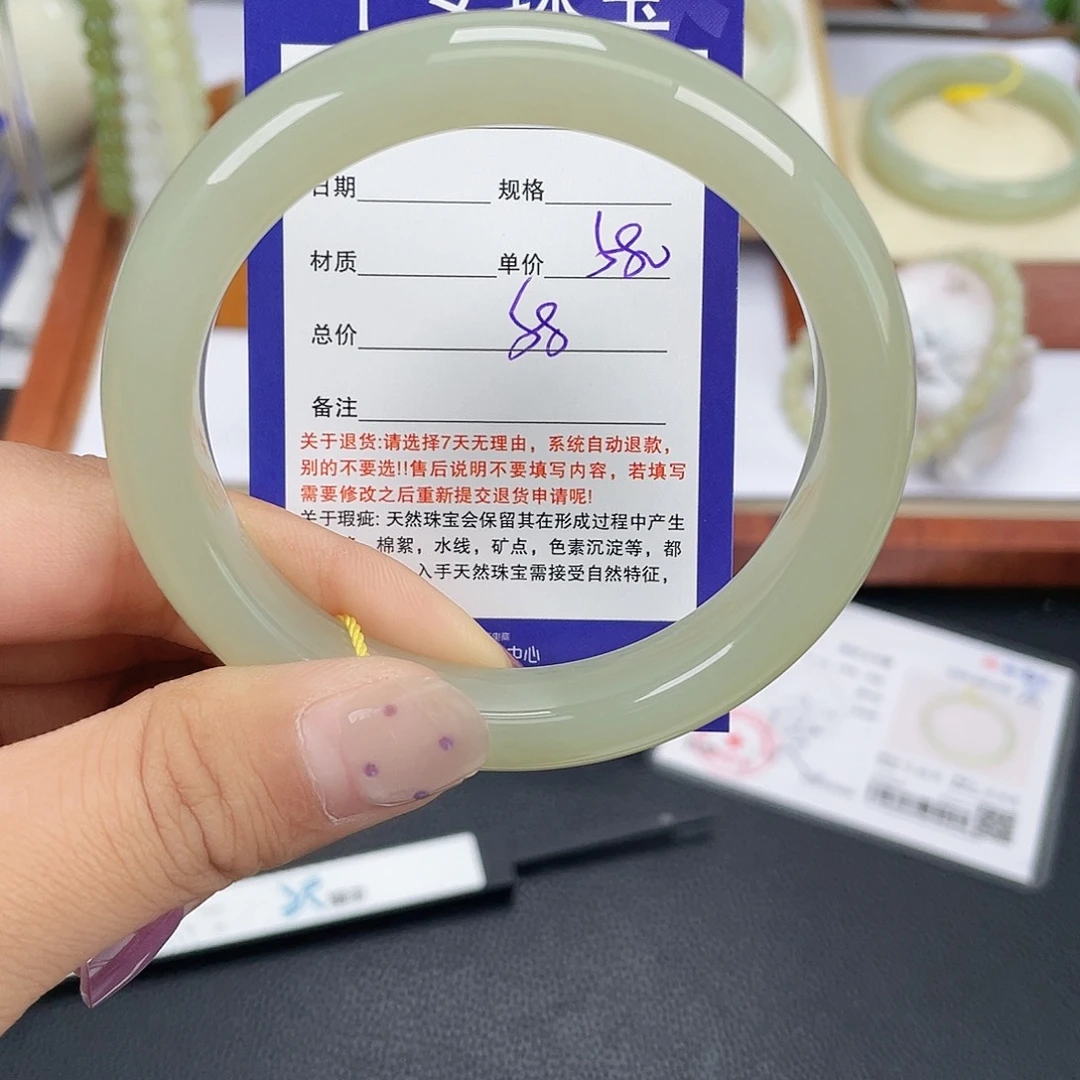 珠宝
日期 规格
材质 单价 580
总价 58
备注
关于退货:请选择7天无理由，系统自动退款，
别的不要选!!售后说明不要填写内容，若填写
需要修改之后重新提交退货申请呢!
关于瑕疵: 天然珠宝会保留其在形成过程中产生
棉絮，水线，矿点，色素沉淀等，都
入手天然珠宝需接受自然特征，
中心